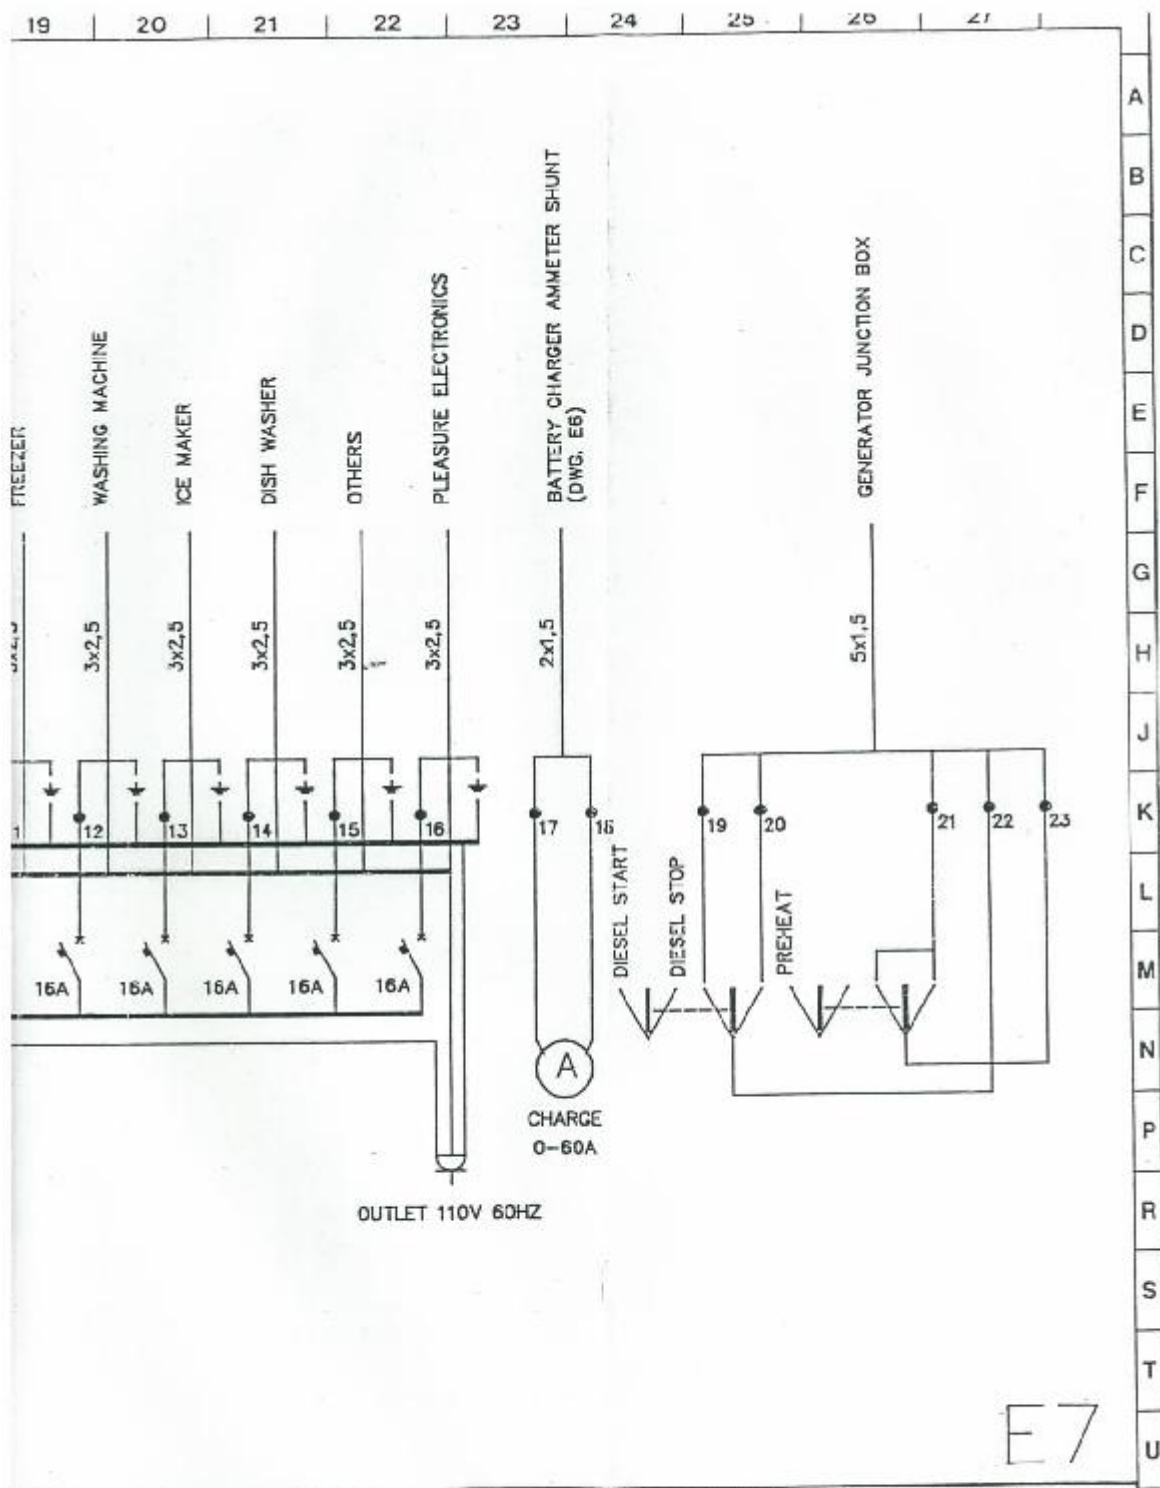 19 20 21 22 23 24 25 26 27
A
B
C
D
E
F
G
H
J
K
L
M
N
P
R
S
T
U
FREEZER
WASHING MACHINE
ICE MAKER
DISH WASHER
OTHERS
PLEASURE ELECTRONICS
BATTERY CHARGER AMMETER SHUNT
(DWG. E6)
GENERATOR JUNCTION BOX
3x2,5
3x2,5
3x2,5
3x2,5
3x2,5
2x1,5
5x1,5
1 12 13 14 15 16 17 18 19 20 21 22 23
DIESEL START
DIESEL STOP
PREHEAT
16A 16A 16A 16A 16A
A
CHARGE
0-60A
OUTLET 110V 60HZ
E7